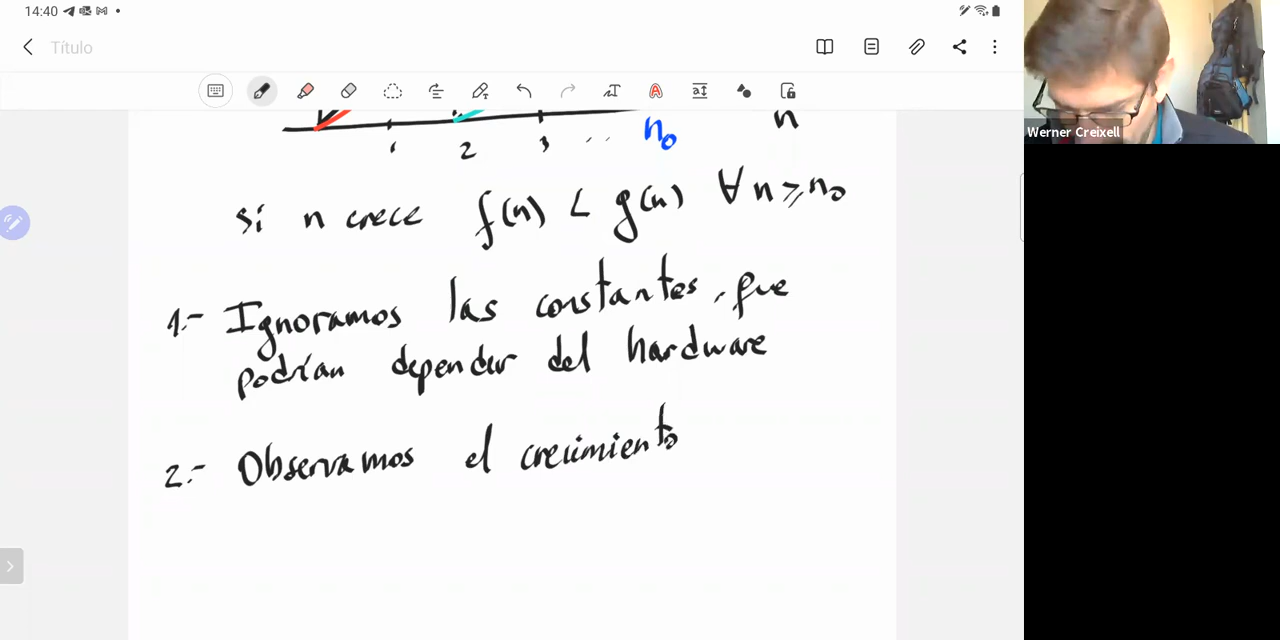 14:40
Título
Werner Creixell
1 2 3 .. n₀ n
si n crece f(n) < g(n) ∀ n ≥ n₀
1.- Ignoramos las constantes, que
podrían depender del hardware
2.- Observamos el crecimiento